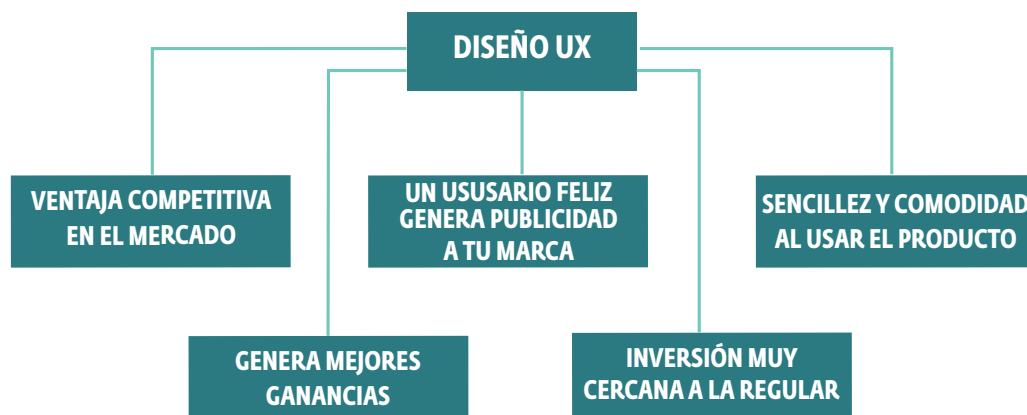 DISEÑO UX
VENTAJA COMPETITIVA
EN EL MERCADO
UN USUSARIO FELIZ
GENERA PUBLICIDAD
A TU MARCA
SENCILLEZ Y COMODIDAD
AL USAR EL PRODUCTO
GENERA MEJORES
GANANCIAS
INVERSIÓN MUY
CERCANA A LA REGULAR